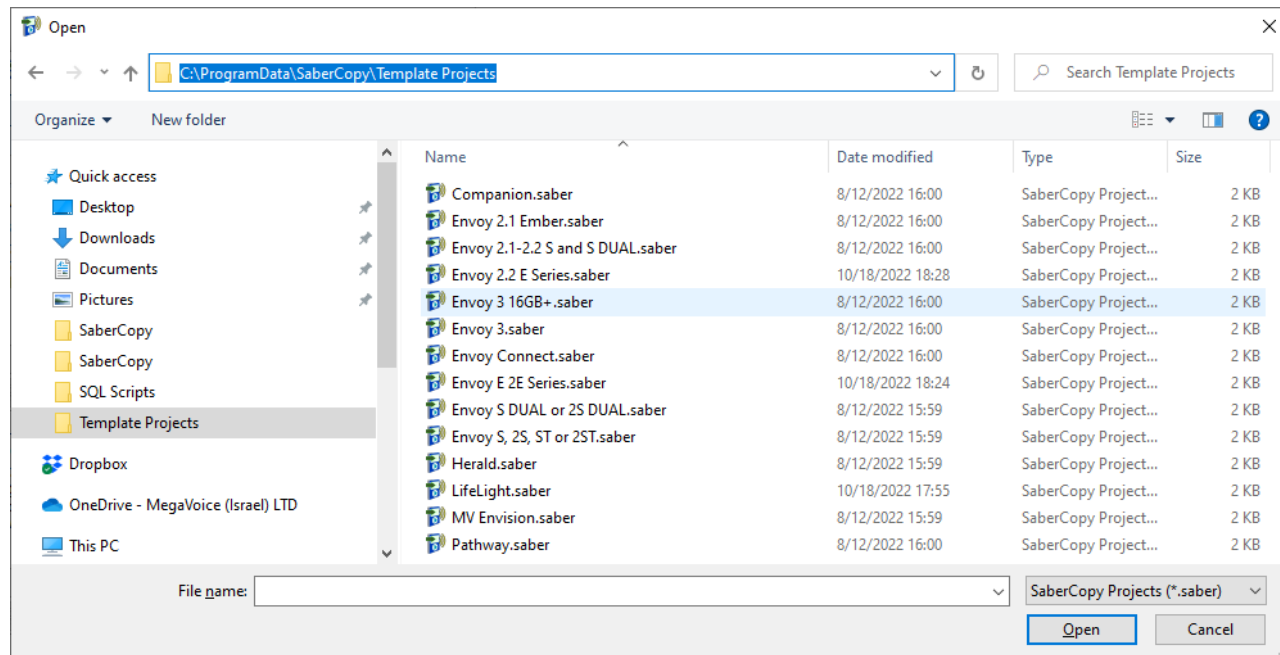 Open
C:\ProgramData\SaberCopy\Template Projects
Search Template Projects
Organize
New folder
Quick access
Desktop
Downloads
Documents
Pictures
SaberCopy
SaberCopy
SQL Scripts
Template Projects
Dropbox
OneDrive - MegaVoice (Israel) LTD
This PC
Name Date modified Type Size
Companion.saber 8/12/2022 16:00 SaberCopy Project... 2 KB
Envoy 2.1 Ember.saber 8/12/2022 16:00 SaberCopy Project... 2 KB
Envoy 2.1-2.2 S and S DUAL.saber 8/12/2022 16:00 SaberCopy Project... 2 KB
Envoy 2.2 E Series.saber 10/18/2022 18:28 SaberCopy Project... 2 KB
Envoy 3 16GB+.saber 8/12/2022 16:00 SaberCopy Project... 2 KB
Envoy 3.saber 8/12/2022 16:00 SaberCopy Project... 2 KB
Envoy Connect.saber 8/12/2022 16:00 SaberCopy Project... 2 KB
Envoy E 2E Series.saber 10/18/2022 18:24 SaberCopy Project... 2 KB
Envoy S DUAL or 2S DUAL.saber 8/12/2022 15:59 SaberCopy Project... 2 KB
Envoy S, 2S, ST or 2ST.saber 8/12/2022 15:59 SaberCopy Project... 2 KB
Herald.saber 8/12/2022 15:59 SaberCopy Project... 2 KB
LifeLight.saber 10/18/2022 17:55 SaberCopy Project... 2 KB
MV Envision.saber 8/12/2022 15:59 SaberCopy Project... 2 KB
Pathway.saber 8/12/2022 16:00 SaberCopy Project... 2 KB
File name:
SaberCopy Projects (*.saber)
Open
Cancel